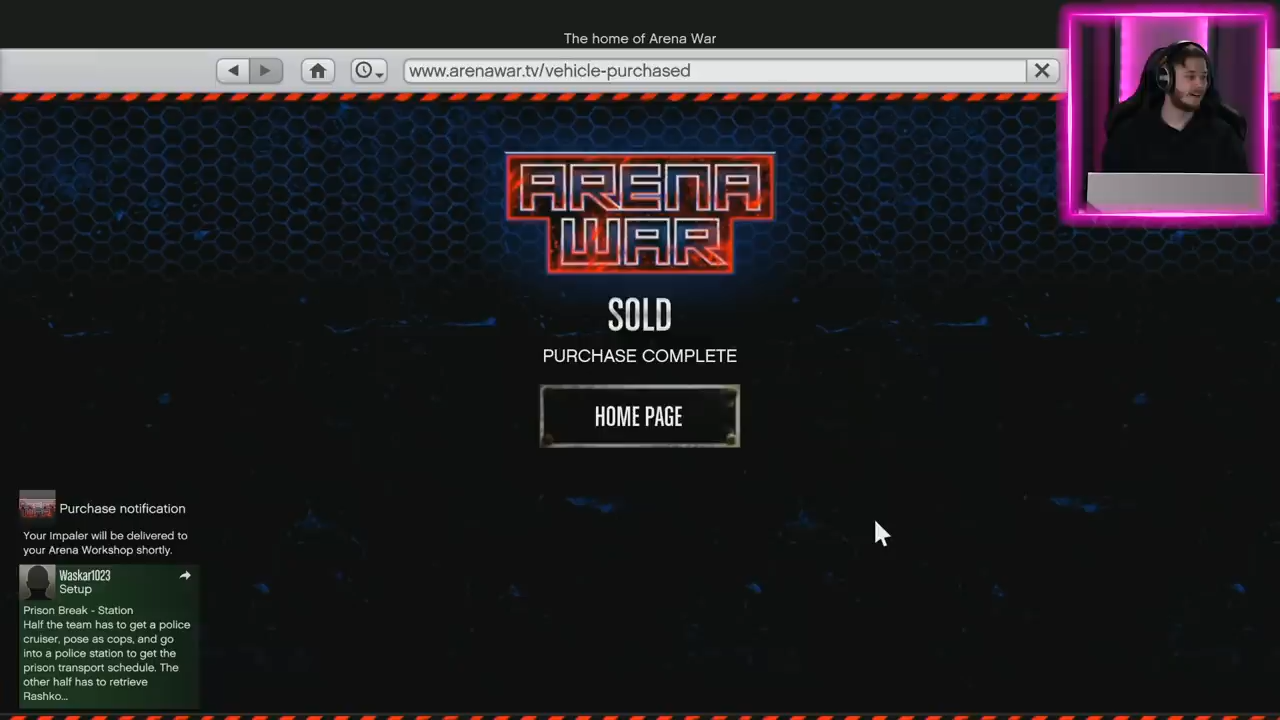 The home of Arena War
www.arenawar.tv/vehicle-purchased
ARENA
WAR
SOLD
PURCHASE COMPLETE
HOME PAGE
Purchase notification
Your Impaler will be delivered to
your Arena Workshop shortly.
Waskar1023
Setup
Prison Break - Station
Half the team has to get a police
cruiser, pose as cops, and go
into a police station to get the
prison transport schedule. The
other half has to retrieve
Rashko...